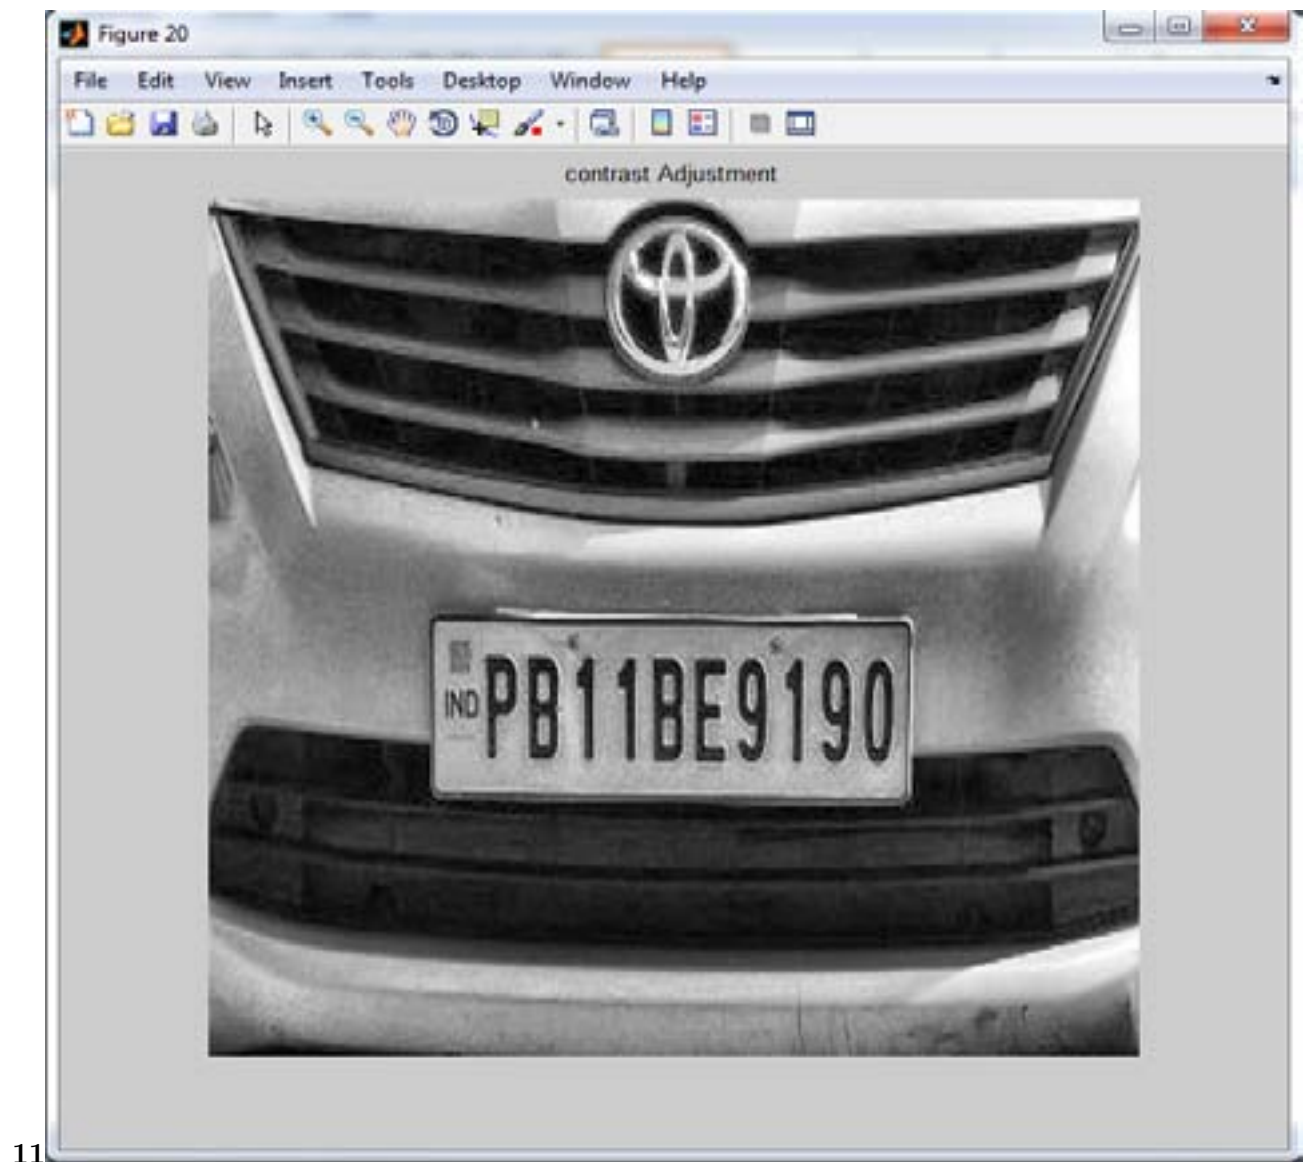 Figure 20
File Edit View Insert Tools Desktop Window Help
contrast Adjustment
IND PB11BE9190
11